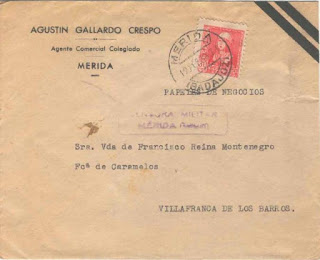 AGUSTIN GALLARDO CRESPO
Agente Comercial Colegiado
MERIDA
MERIDA
(BADAJOZ)
PAPELES DE NEGOCIOS
CENSURA MILITAR
MÉRIDA
Sra. Vda de Francisco Reina Montenegro
Fcª de Caramelos
VILLAFRANCA DE LOS BARROS.